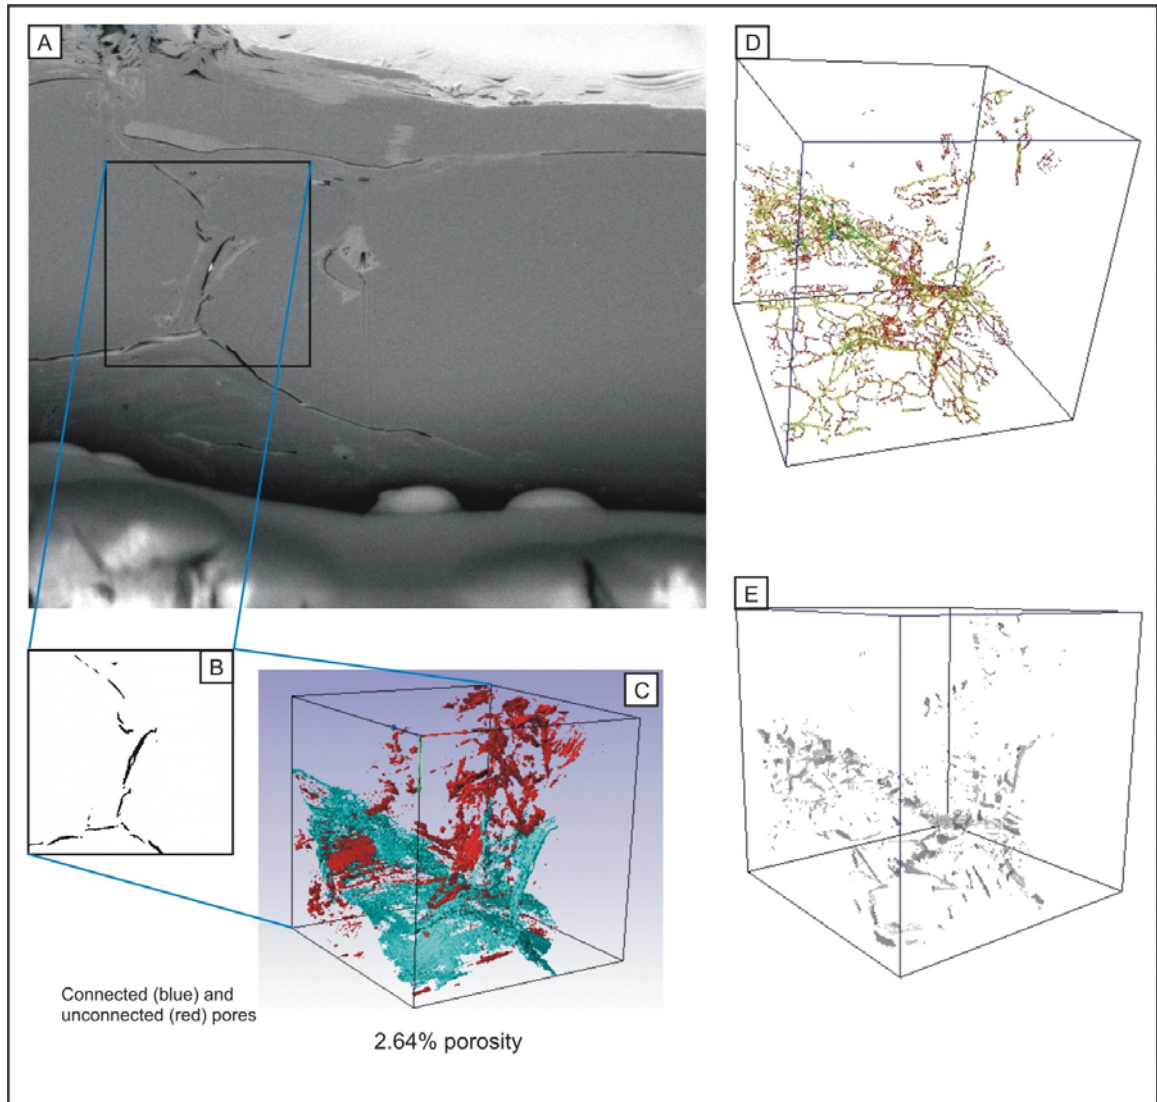 A
D
E
B
C
Connected (blue) and
unconnected (red) pores
2.64% porosity